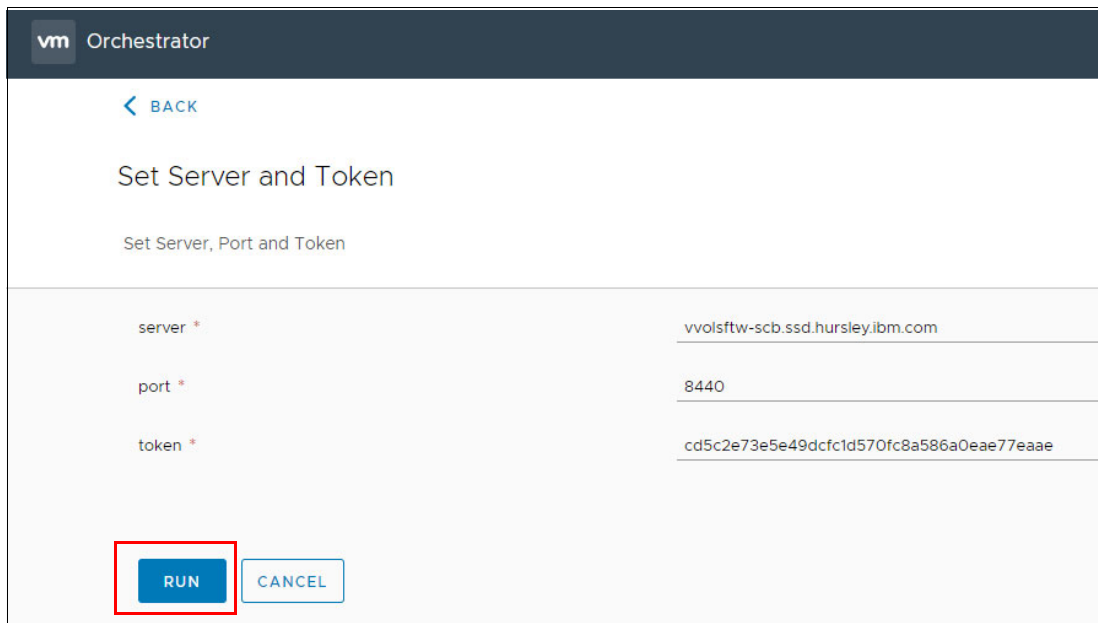 vm Orchestrator
BACK
Set Server and Token
Set Server, Port and Token
server * vvolsftw-scb.ssd.hursley.ibm.com
port * 8440
token * cd5c2e73e5e49dcfc1d570fc8a586a0eae77eaae
RUN CANCEL